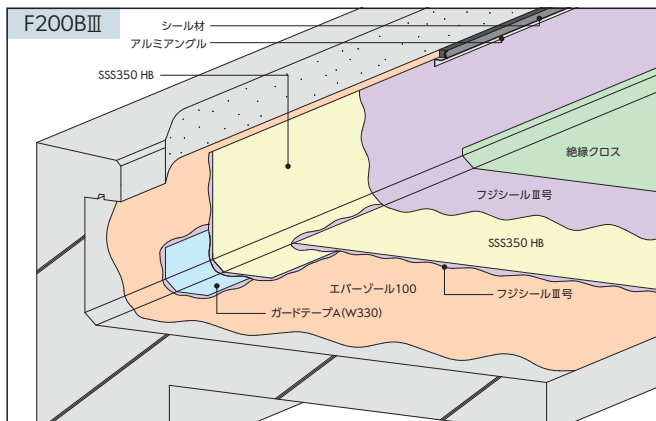 F200BⅢ
シール材
アルミアングル
SSS350 HB
絶縁クロス
フジシールⅢ号
SSS350 HB
エバーゾール100
フジシールⅢ号
ガードテープA(W330)